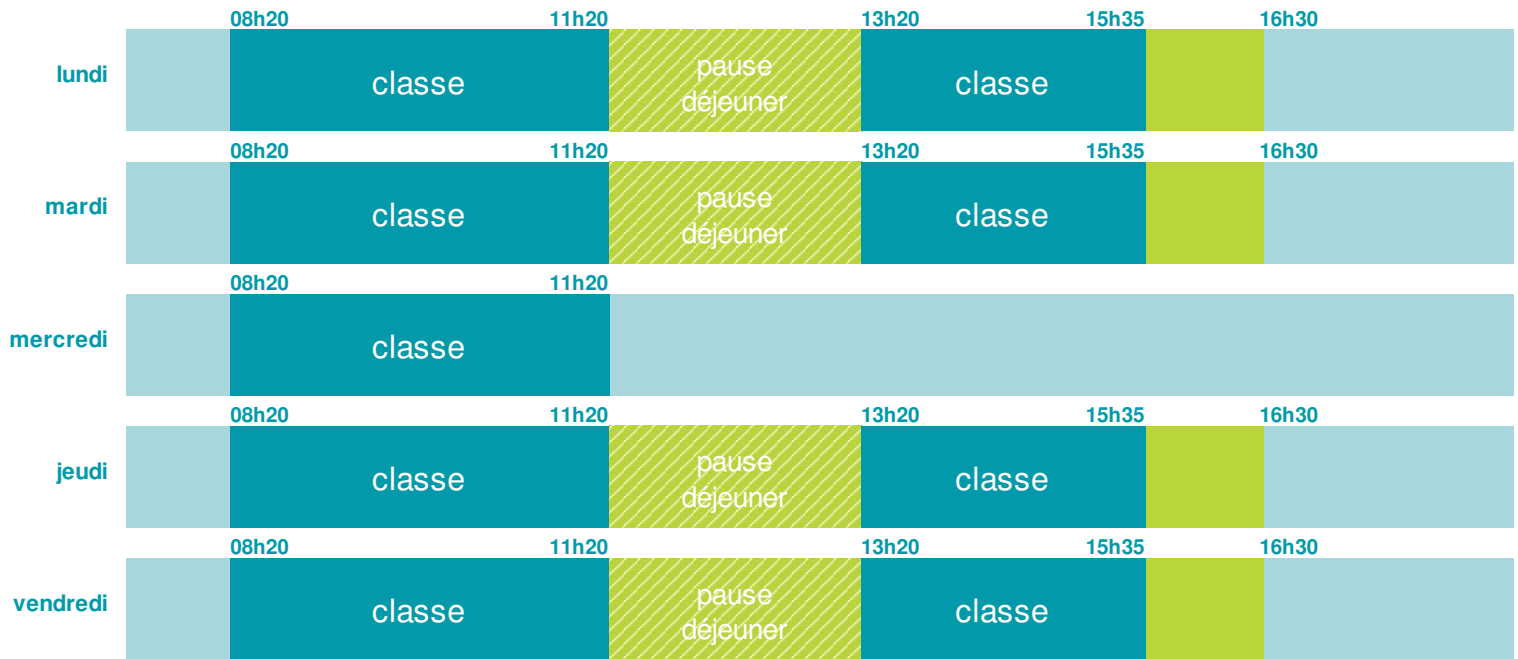 08h20 11h20 13h20 15h35 16h30
lundi classe pause déjeuner classe
08h20 11h20 13h20 15h35 16h30
mardi classe pause déjeuner classe
08h20 11h20
mercredi classe
08h20 11h20 13h20 15h35 16h30
jeudi classe pause déjeuner classe
08h20 11h20 13h20 15h35 16h30
vendredi classe pause déjeuner classe